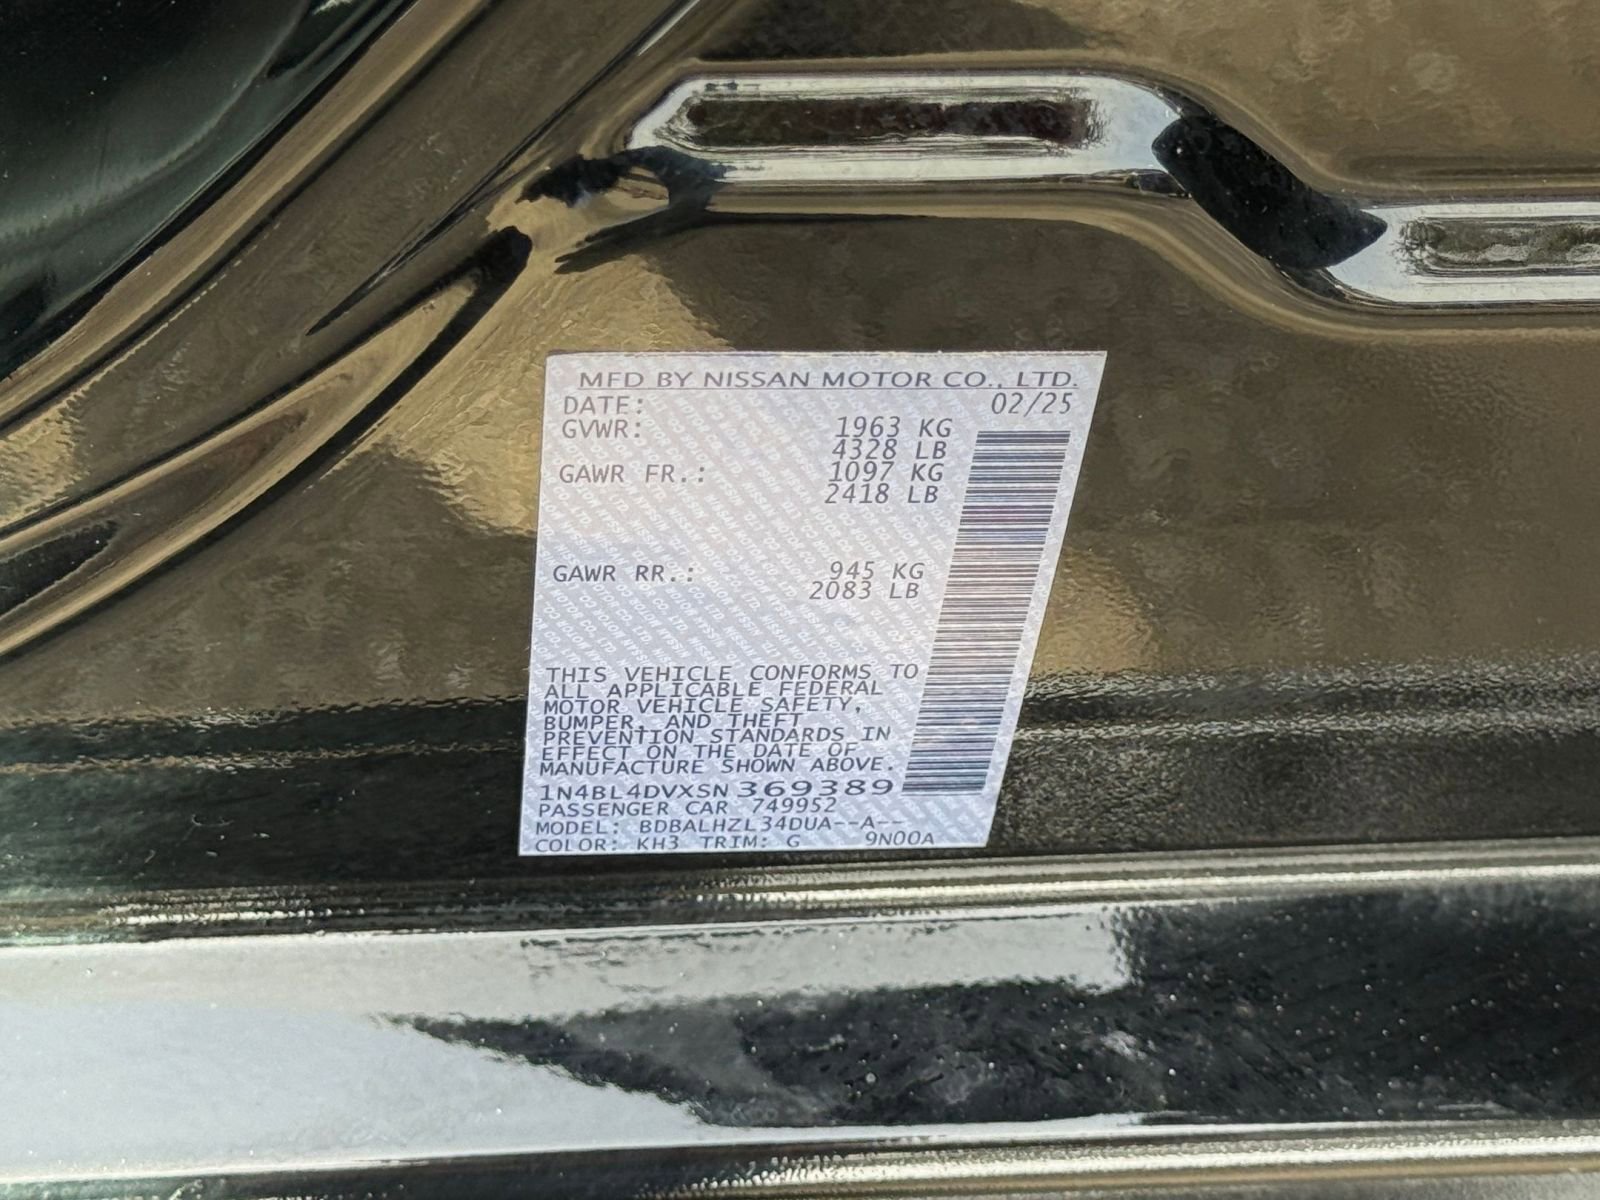 MFD BY NISSAN MOTOR CO., LTD.
DATE: 02/25
GVWR: 1963 KG
4328 LB
GAWR FR.: 1097 KG
2418 LB
GAWR RR.: 945 KG
2083 LB
THIS VEHICLE CONFORMS TO
ALL APPLICABLE FEDERAL
MOTOR VEHICLE SAFETY,
BUMPER, AND THEFT
PREVENTION STANDARDS IN
EFFECT ON THE DATE OF
MANUFACTURE SHOWN ABOVE.
1N4BL4DVXSN369389
PASSENGER CAR 749952
MODEL: BDBALHZL34DUA--A--
COLOR: KH3 TRIM: G 9N00A